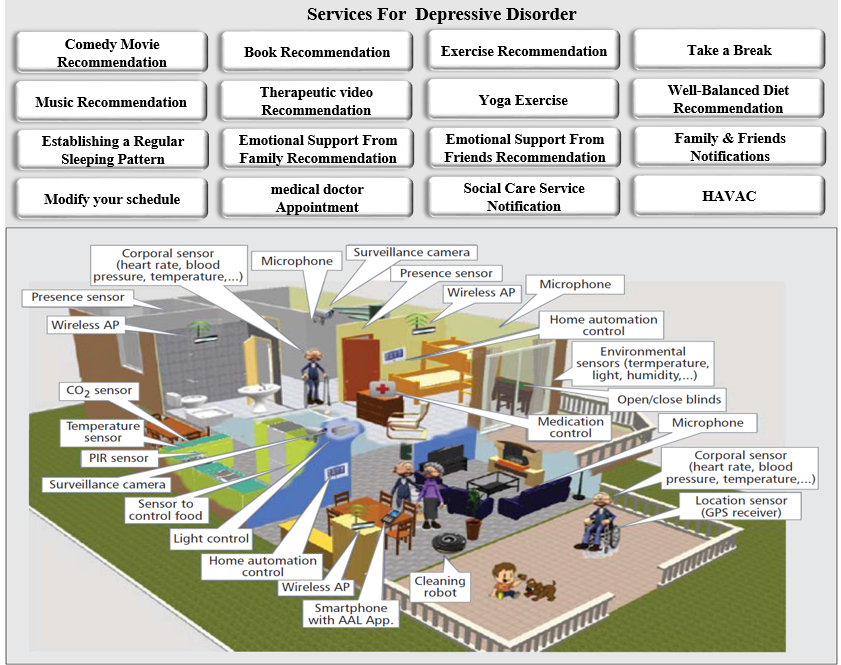 Services For Depressive Disorder
Comedy Movie
Recommendation
Book Recommendation
Exercise Recommendation
Take a Break
Music Recommendation
Therapeutic video
Recommendation
Yoga Exercise
Well-Balanced Diet
Recommendation
Establishing a Regular
Sleeping Pattern
Emotional Support From
Family Recommendation
Emotional Support From
Friends Recommendation
Family & Friends
Notifications
Modify your schedule
medical doctor
Appointment
Social Care Service
Notification
HAVAC
Corporal sensor
(heart rate, blood
pressure, temperature,...)
Microphone
Surveillance camera
Presence sensor
Wireless AP
Microphone
Presence sensor
Wireless AP
Home automation
control
Environmental
sensors (termperature,
light, humidity,...)
Open/close blinds
CO2 sensor
Medication
control
Microphone
Temperature
sensor
PIR sensor
Surveillance camera
Corporal sensor
(heart rate, blood
pressure, temperature,...)
Sensor to
control food
Location sensor
(GPS receiver)
Light control
Home automation
control
Wireless AP
Cleaning
robot
Smartphone
with AAL App.